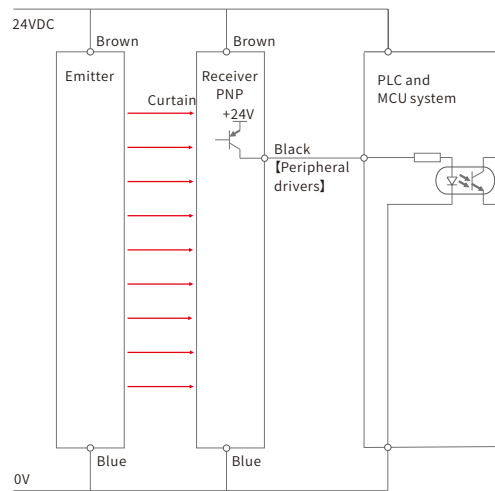 24VDC
Brown
Brown
Emitter
Receiver
PNP
+24V
Curtain
PLC and
MCU system
Black
【Peripheral
drivers】
Blue
Blue
0V